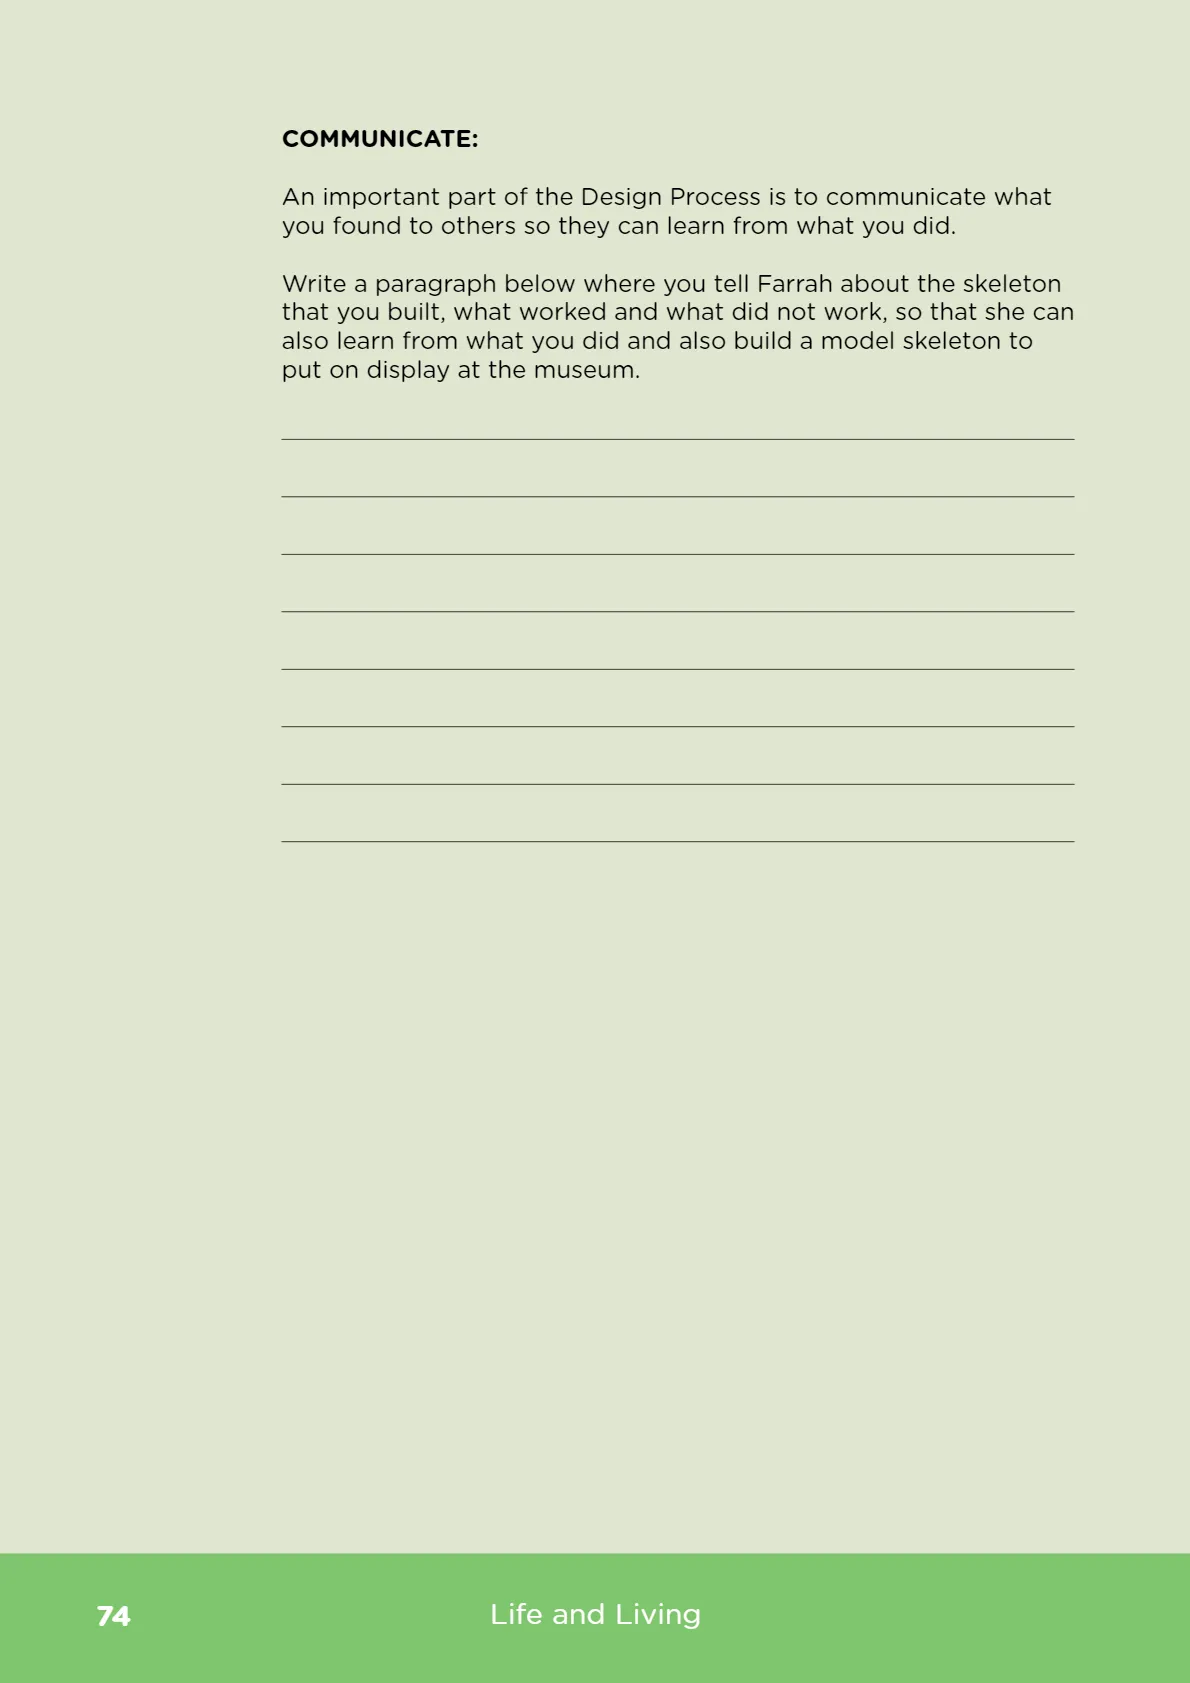 COMMUNICATE:
An important part of the Design Process is to communicate what
you found to others so they can learn from what you did.
Write a paragraph below where you tell Farrah about the skeleton
that you built, what worked and what did not work, so that she can
also learn from what you did and also build a model skeleton to
put on display at the museum.
74
Life and Living